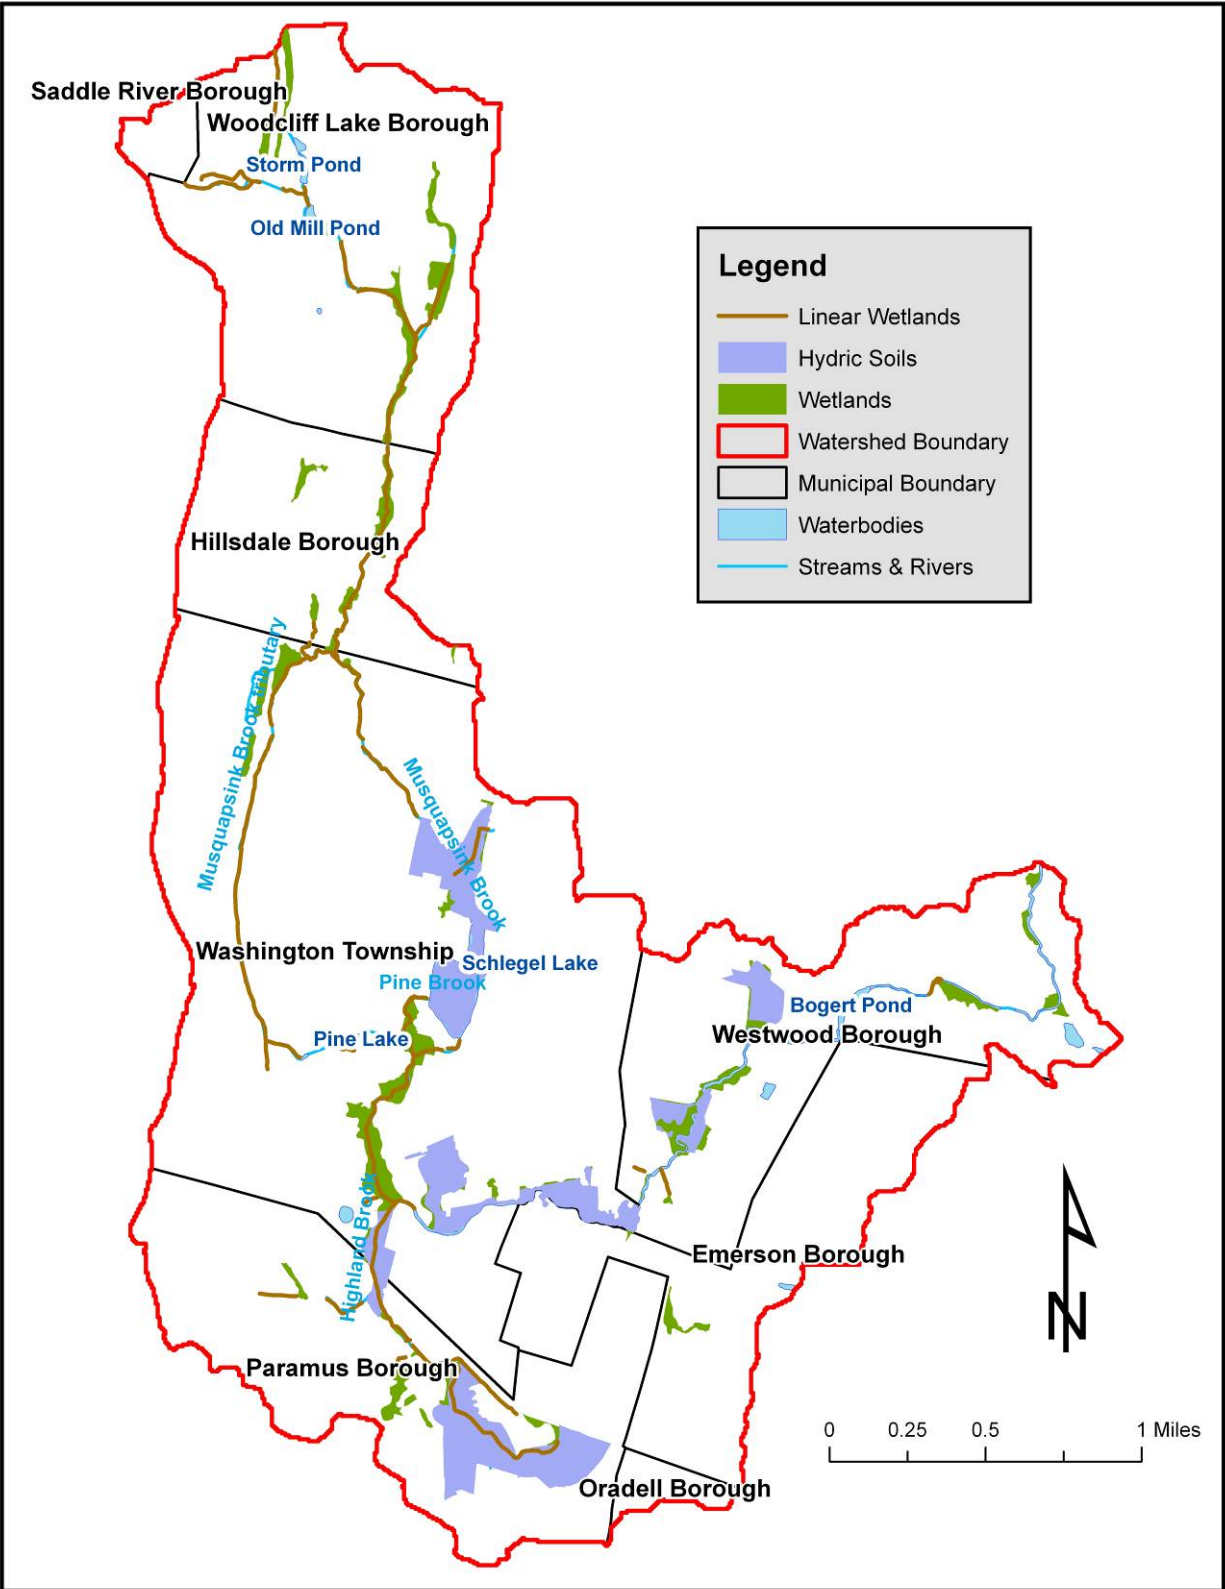 Saddle River Borough
Woodcliff Lake Borough
Storm Pond
Old Mill Pond
Legend
Linear Wetlands
Hydric Soils
Wetlands
Watershed Boundary
Municipal Boundary
Waterbodies
Streams & Rivers
Hillsdale Borough
Musquapsink Brook tributary
Musquapsink Brook
Washington Township
Schlegel Lake
Pine Brook
Pine Lake
Bogert Pond
Westwood Borough
Highland Brook
Emerson Borough
N
Paramus Borough
0 0.25 0.5 1 Miles
Oradell Borough